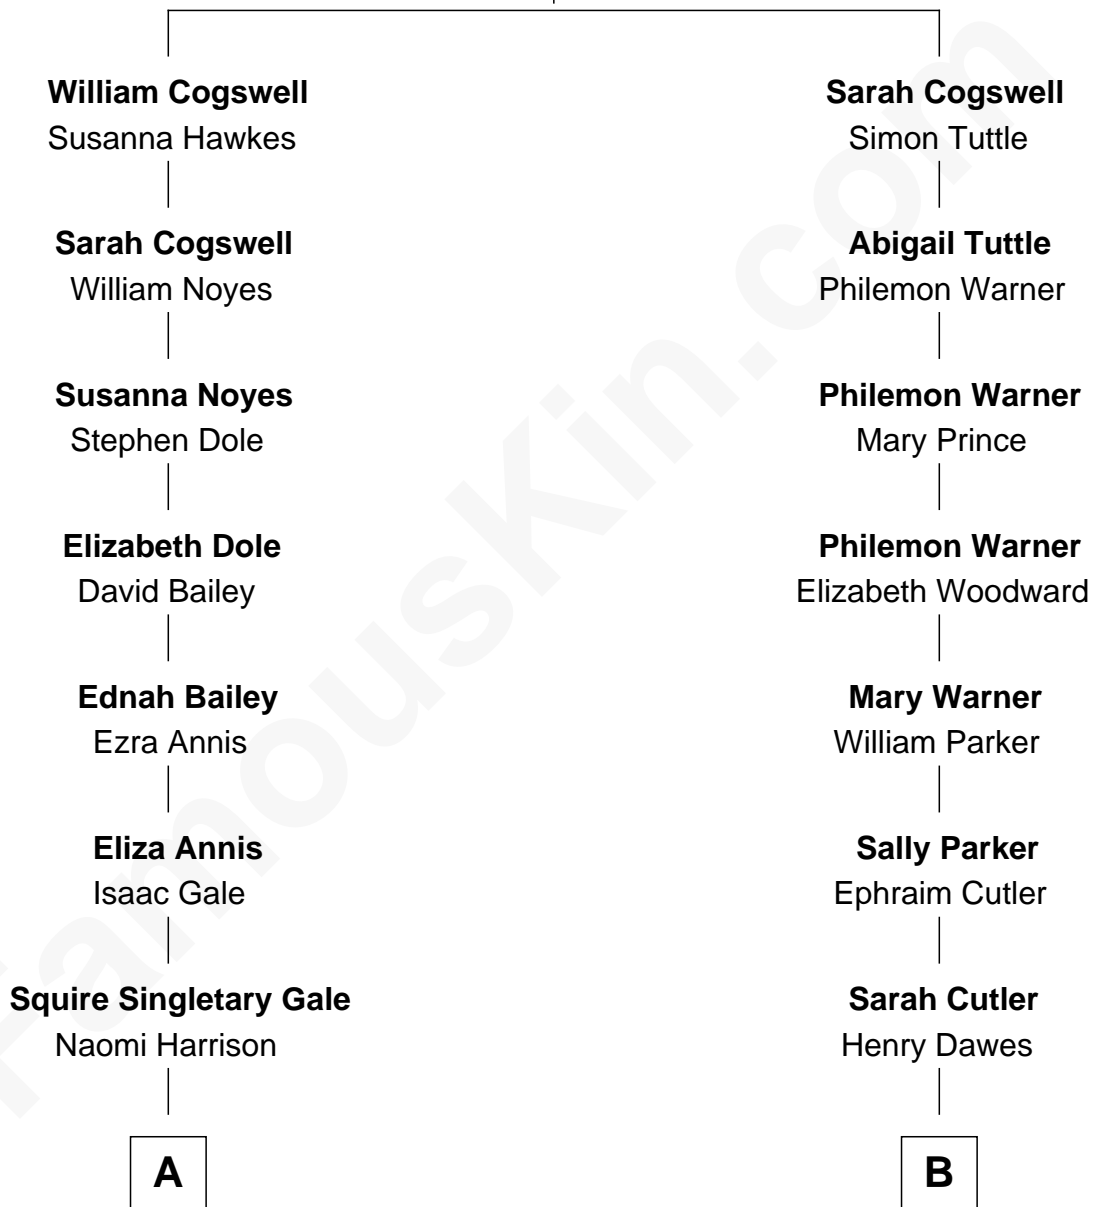 William Cogswell
Susanna Hawkes
Sarah Cogswell
William Noyes
Susanna Noyes
Stephen Dole
Elizabeth Dole
David Bailey
Ednah Bailey
Ezra Annis
Eliza Annis
Isaac Gale
Squire Singletary Gale
Naomi Harrison
A
Sarah Cogswell
Simon Tuttle
Abigail Tuttle
Philemon Warner
Philemon Warner
Mary Prince
Philemon Warner
Elizabeth Woodward
Mary Warner
William Parker
Sally Parker
Ephraim Cutler
Sarah Cutler
Henry Dawes
B
FamousKin.com